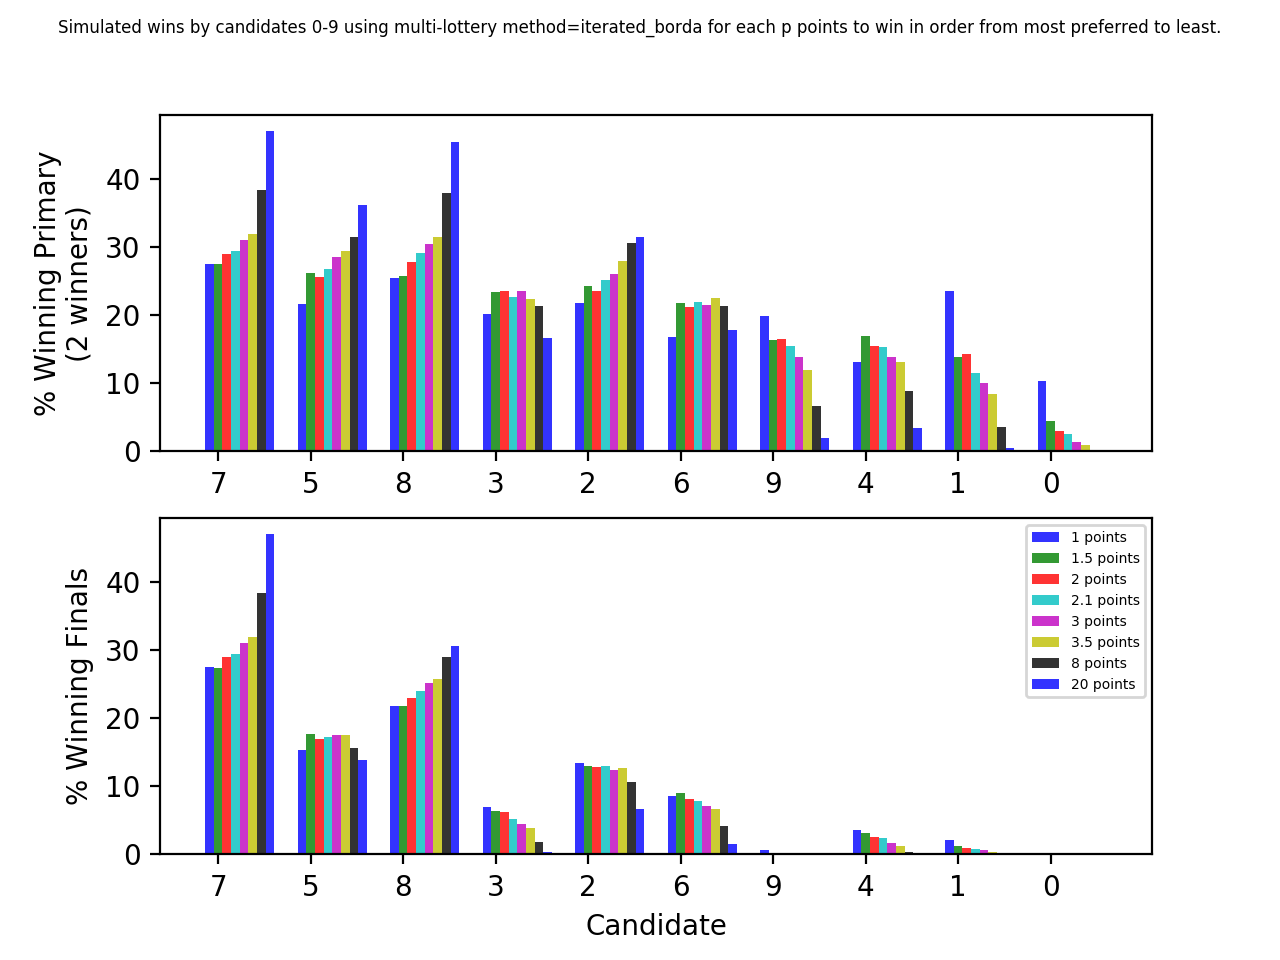 Simulated wins by candidates 0-9 using multi-lottery method=iterated_borda for each p points to win in order from most preferred to least.
% Winning Primary
(2 winners)
40
30
20
10
0
7 5 8 3 2 6 9 4 1 0
% Winning Finals
40
30
20
10
0
1 points
1.5 points
2 points
2.1 points
3 points
3.5 points
8 points
20 points
7 5 8 3 2 6 9 4 1 0
Candidate